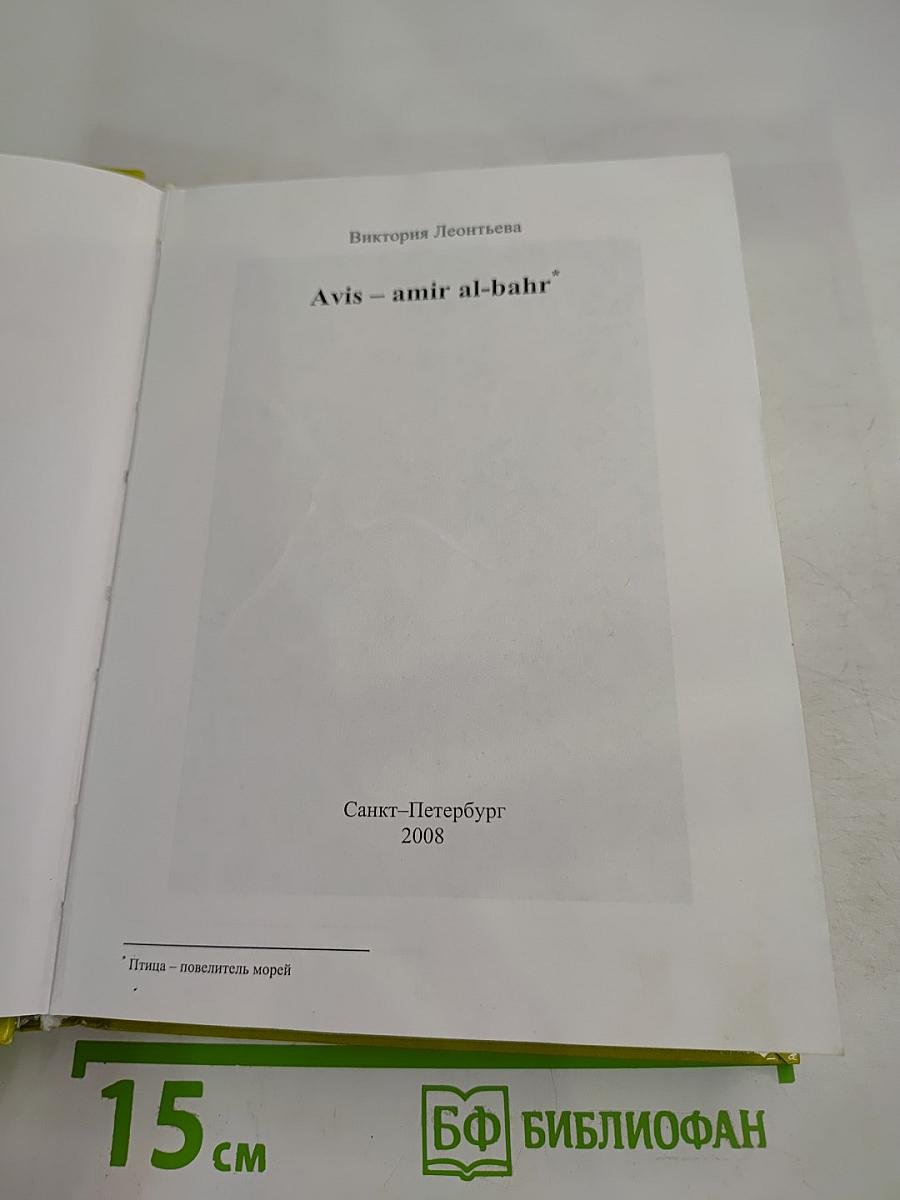 Виктория Леонтьева
Avis – amir al-bahr*
Санкт–Петербург
2008
* Птица – повелитель морей
15 см
БФ БИБЛИОФАН